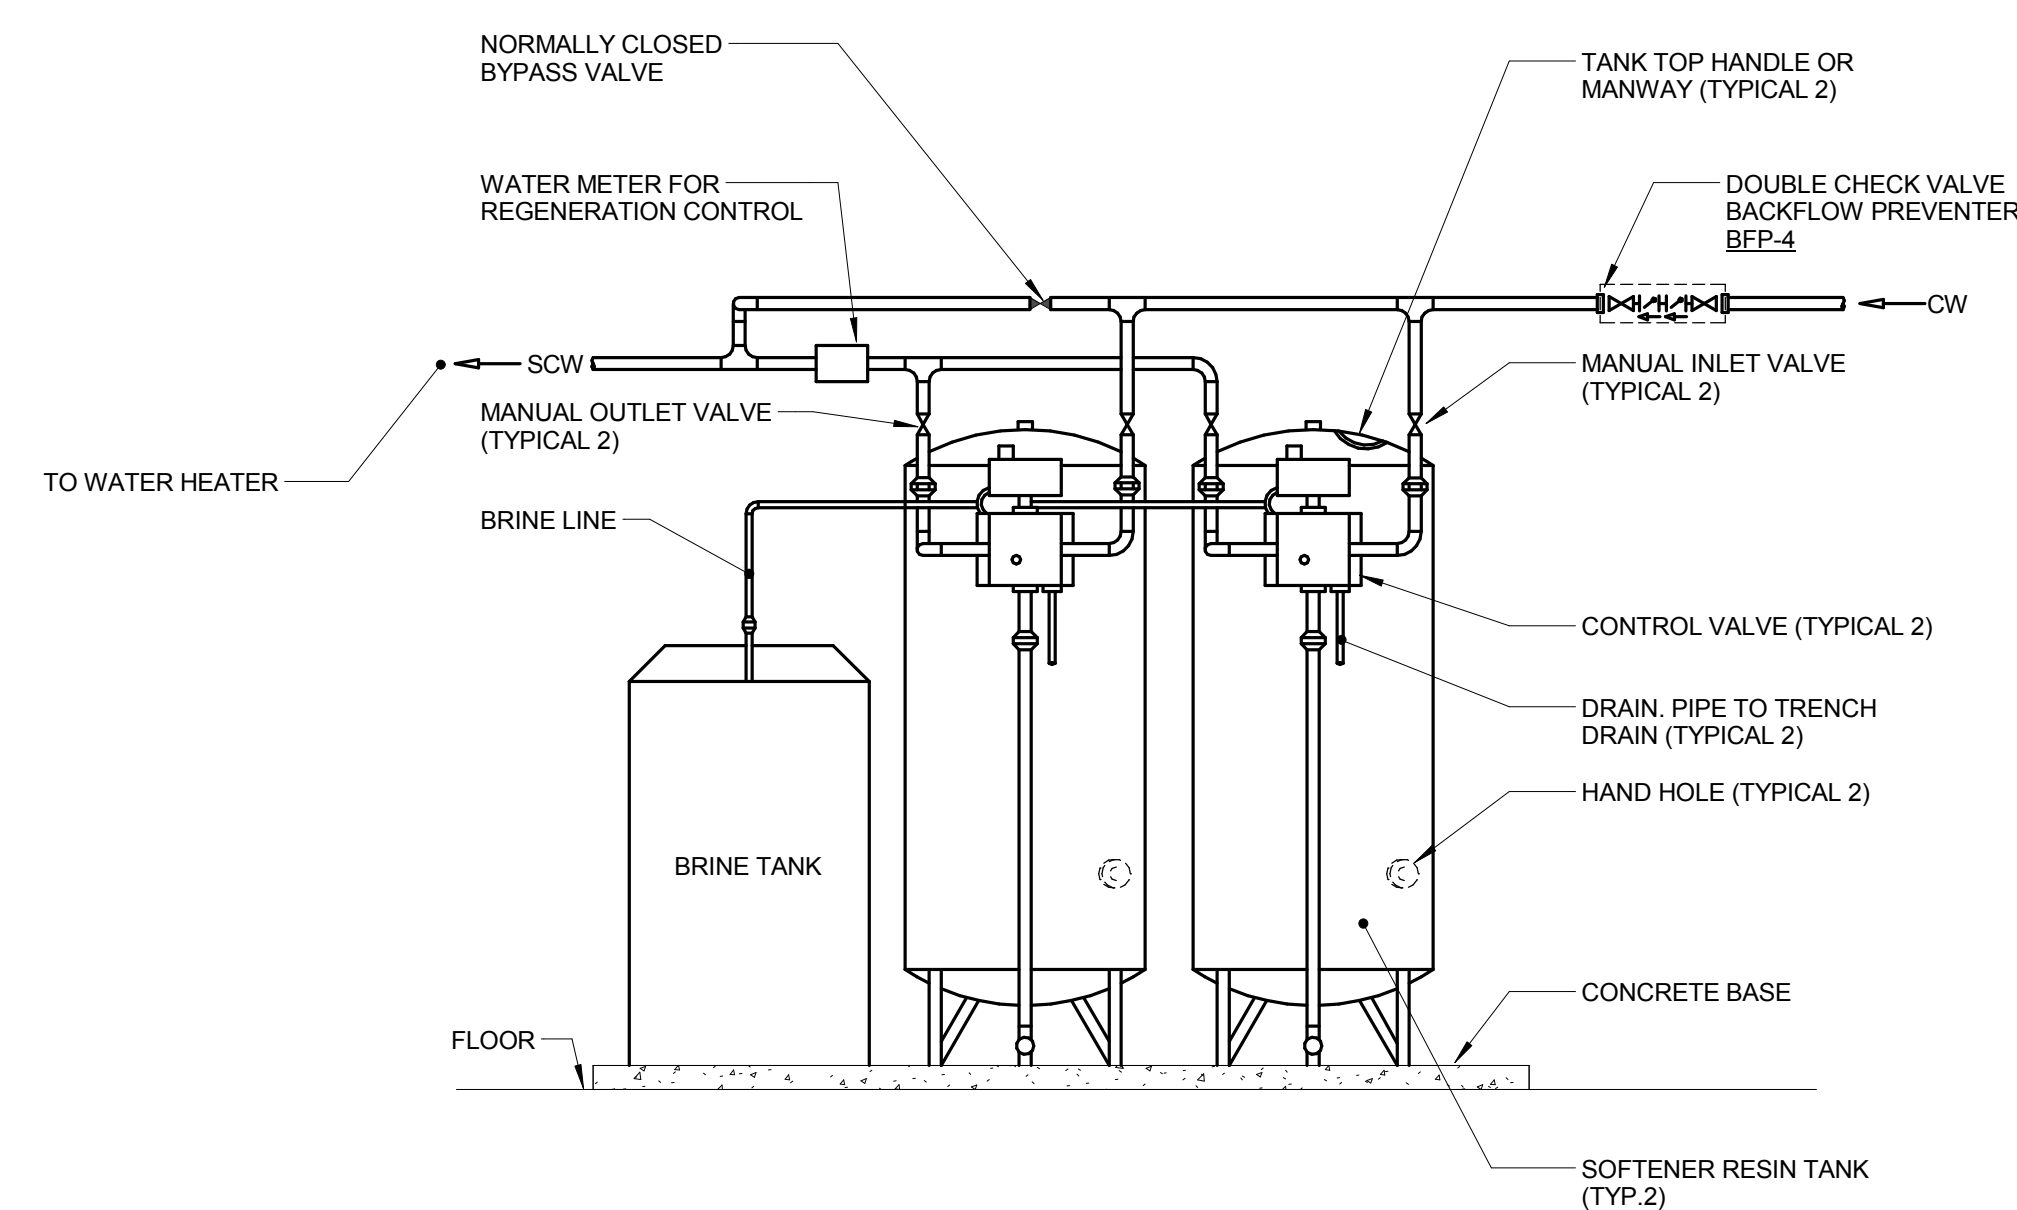 NORMALLY CLOSED
BYPASS VALVE
TANK TOP HANDLE OR
MANWAY (TYPICAL 2)
WATER METER FOR
REGENERATION CONTROL
DOUBLE CHECK VALVE
BACKFLOW PREVENTER
BFP-4
CW
SCW
MANUAL INLET VALVE
(TYPICAL 2)
MANUAL OUTLET VALVE
(TYPICAL 2)
TO WATER HEATER
BRINE LINE
CONTROL VALVE (TYPICAL 2)
DRAIN. PIPE TO TRENCH
DRAIN (TYPICAL 2)
HAND HOLE (TYPICAL 2)
BRINE TANK
CONCRETE BASE
FLOOR
SOFTENER RESIN TANK
(TYP.2)